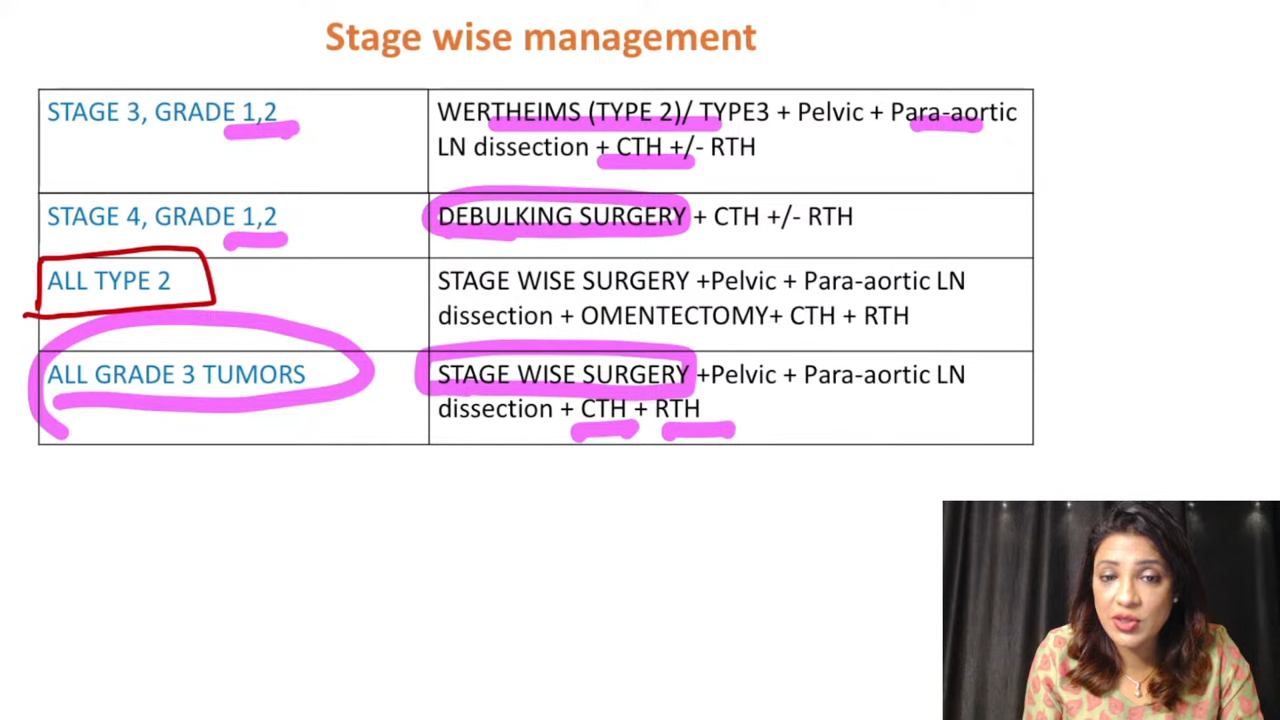 Stage wise management
STAGE 3, GRADE 1,2
WERTHEIMS (TYPE 2)/ TYPE3 + Pelvic + Para-aortic
LN dissection + CTH +/- RTH
STAGE 4, GRADE 1,2
DEBULKING SURGERY + CTH +/- RTH
ALL TYPE 2
STAGE WISE SURGERY +Pelvic + Para-aortic LN
dissection + OMENTECTOMY+ CTH + RTH
ALL GRADE 3 TUMORS
STAGE WISE SURGERY +Pelvic + Para-aortic LN
dissection + CTH + RTH